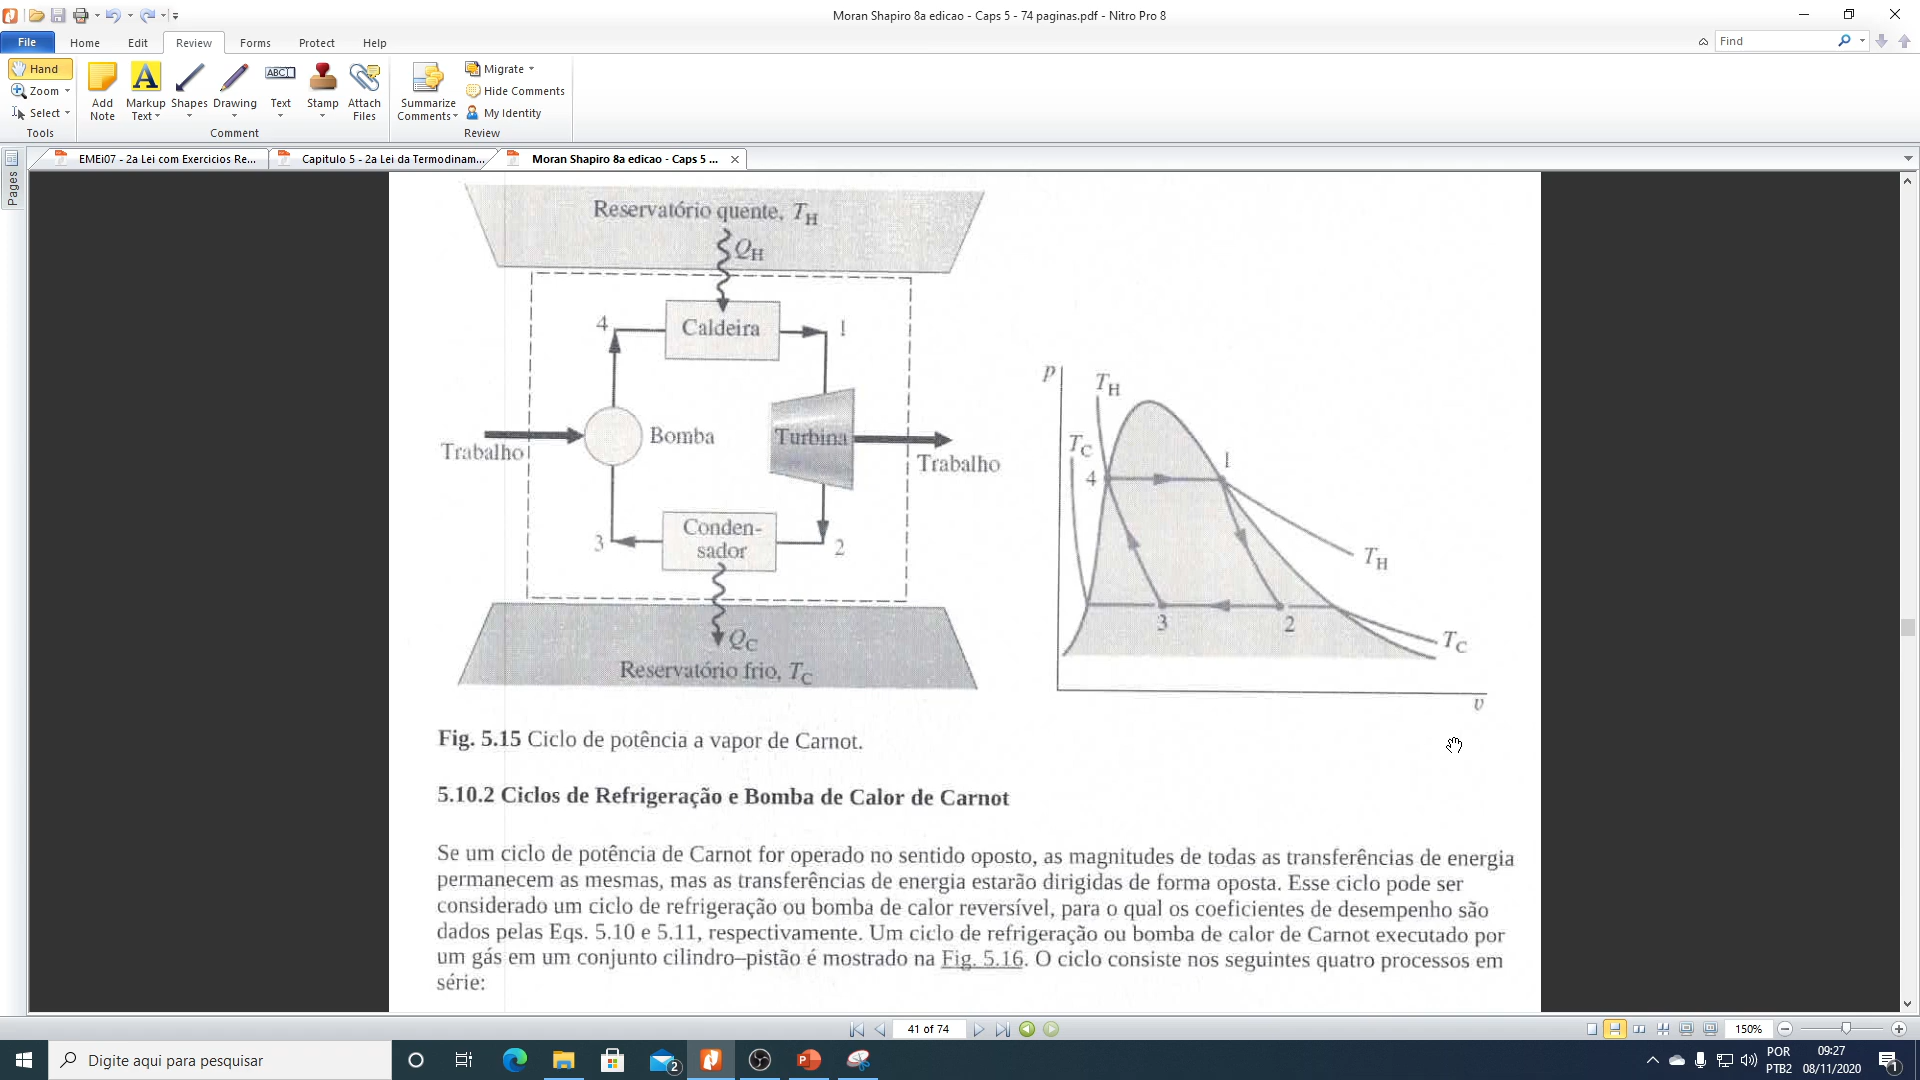 Moran Shapiro 8a edicao - Caps 5 - 74 paginas.pdf - Nitro Pro 8
File Home Edit Review Forms Protect Help
Find
Hand
Zoom
Select
Tools
Add Note
Markup Text
Shapes
Drawing
Text
Stamp
Attach Files
Comment
Summarize Comments
Migrate
Hide Comments
My Identity
Review
EMEi07 - 2a Lei com Exercicios Re...
Capitulo 5 - 2a Lei da Termodinam...
Moran Shapiro 8a edicao - Caps 5 ...
Pages
Reservatório quente, TH
QH
4
Caldeira
1
Trabalho
Bomba
Turbina
Trabalho
3
Conden-
sador
2
QC
Reservatório frio, TC
p
TH
TC
4
1
TH
3
2
TC
v
Fig. 5.15 Ciclo de potência a vapor de Carnot.
5.10.2 Ciclos de Refrigeração e Bomba de Calor de Carnot
Se um ciclo de potência de Carnot for operado no sentido oposto, as magnitudes de todas as transferências de energia
permanecem as mesmas, mas as transferências de energia estarão dirigidas de forma oposta. Esse ciclo pode ser
considerado um ciclo de refrigeração ou bomba de calor reversível, para o qual os coeficientes de desempenho são
dados pelas Eqs. 5.10 e 5.11, respectivamente. Um ciclo de refrigeração ou bomba de calor de Carnot executado por
um gás em um conjunto cilindro–pistão é mostrado na Fig. 5.16. O ciclo consiste nos seguintes quatro processos em
série:
41 of 74
150%
Digite aqui para pesquisar
2
POR
PTB2
09:27
08/11/2020
1